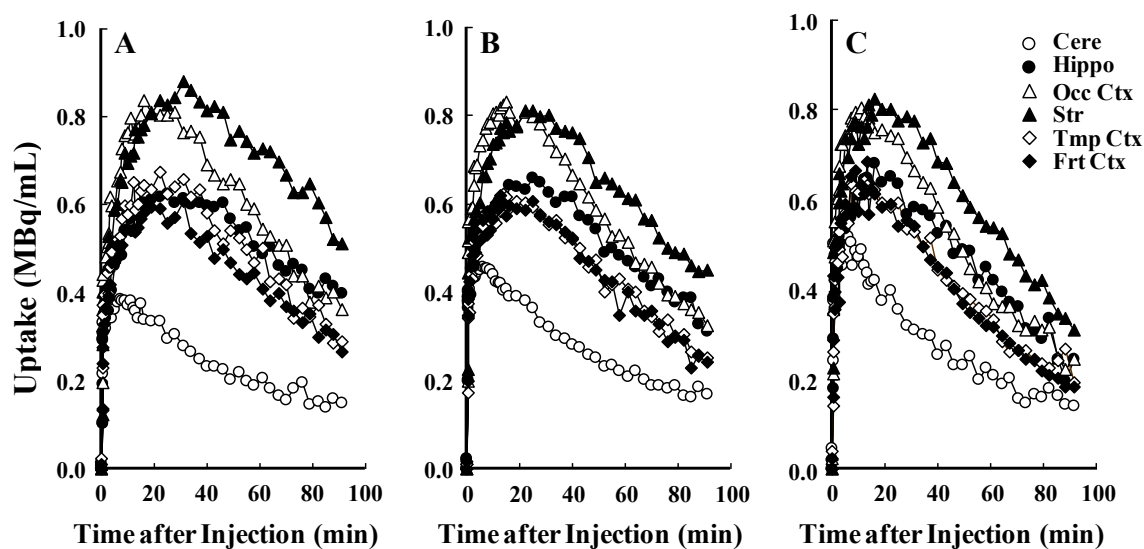 A
B
C
Uptake (MBq/mL)
1.0
0.8
0.6
0.4
0.2
0.0
0 20 40 60 80 100
Time after Injection (min)
1.0
0.8
0.6
0.4
0.2
0.0
0 20 40 60 80 100
Time after Injection (min)
1.0
0.8
0.6
0.4
0.2
0.0
0 20 40 60 80 100
Time after Injection (min)
Cere
Hippo
Occ Ctx
Str
Tmp Ctx
Frt Ctx